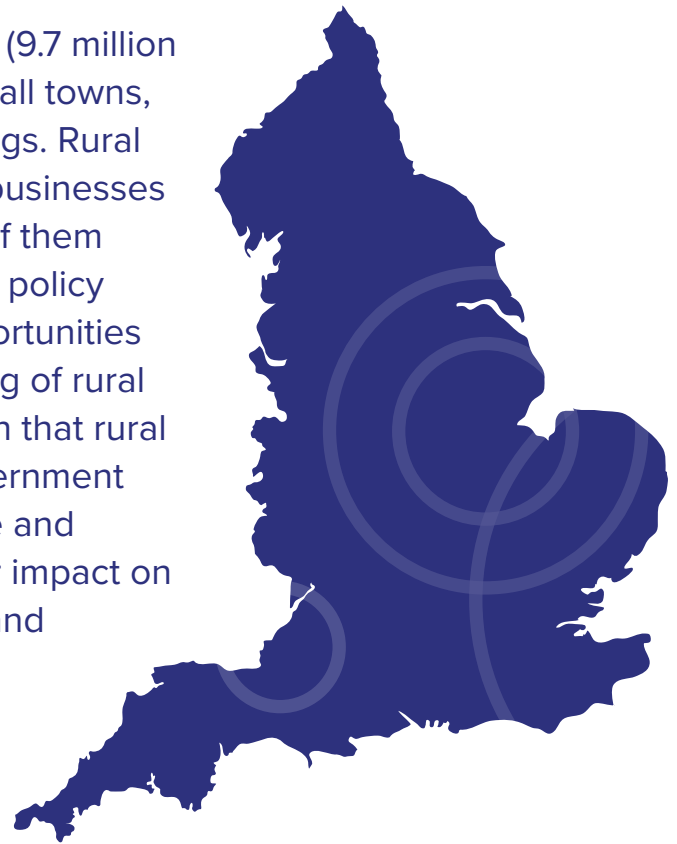 (9.7 million
all towns,
gs. Rural
businesses
f them
policy
ortunities
g of rural
that rural
ernment
and
impact on
and